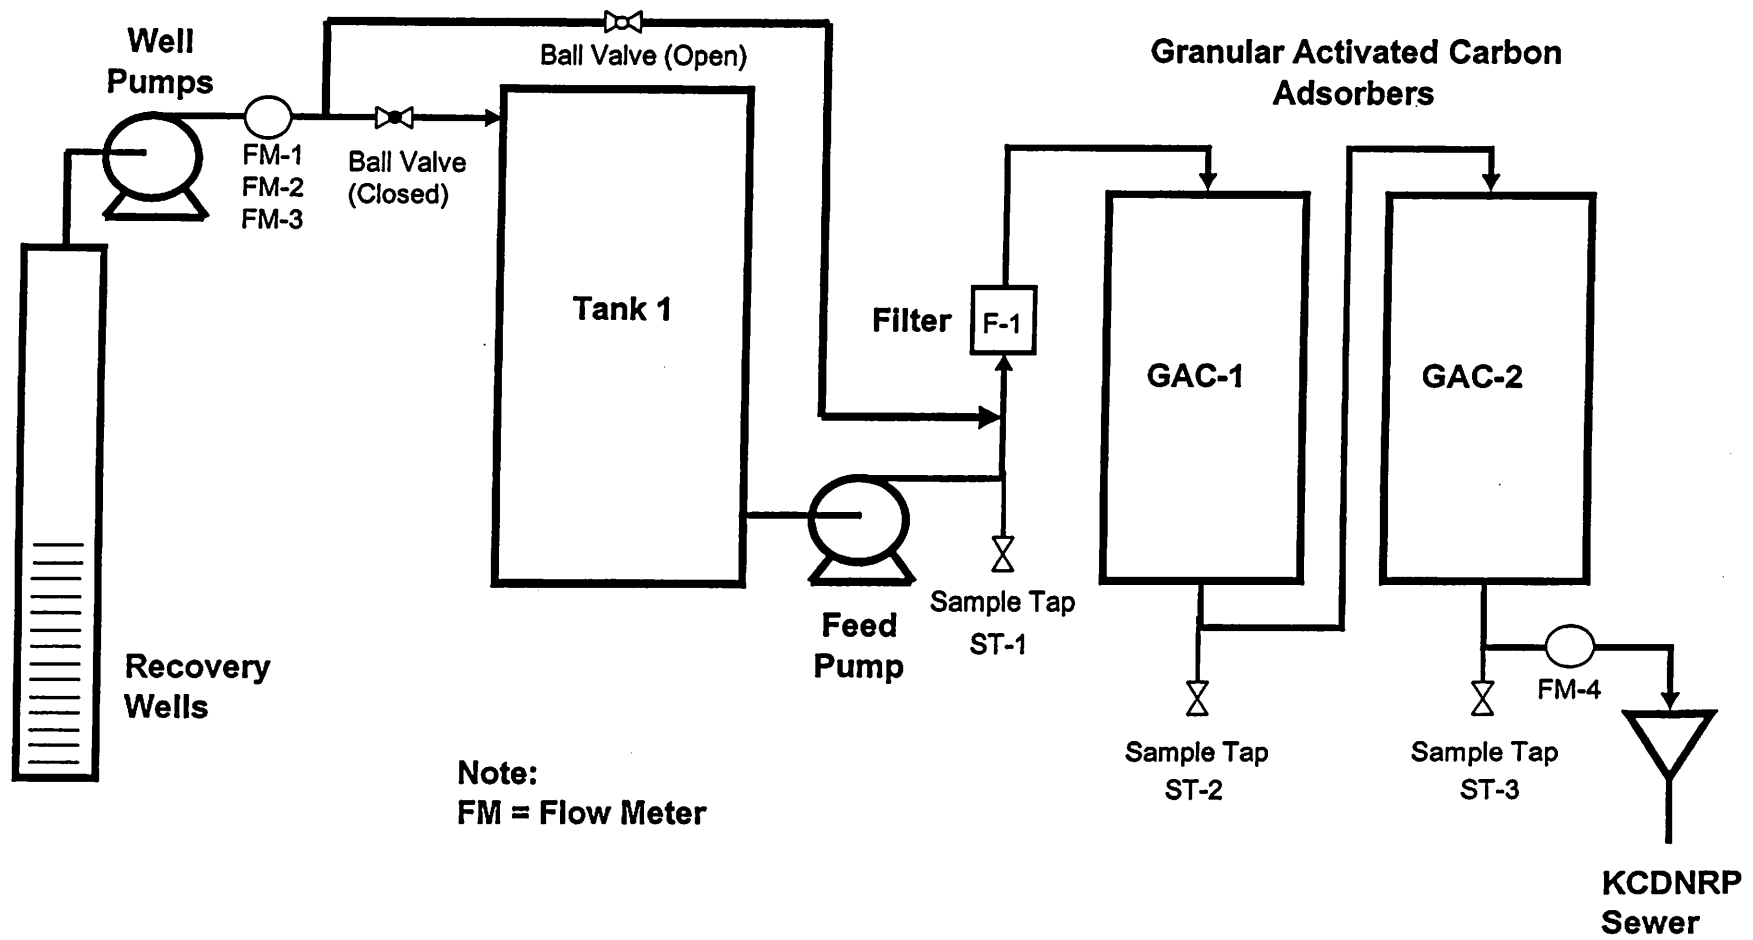 Well
Pumps
Ball Valve (Open)
Granular Activated Carbon
Adsorbers
FM-1
FM-2
FM-3
Ball Valve
(Closed)
Tank 1
Filter
F-1
GAC-1
GAC-2
Sample Tap
ST-1
Feed
Pump
Recovery
Wells
FM-4
Sample Tap
ST-2
Sample Tap
ST-3
Note:
FM = Flow Meter
KCDNRP
Sewer